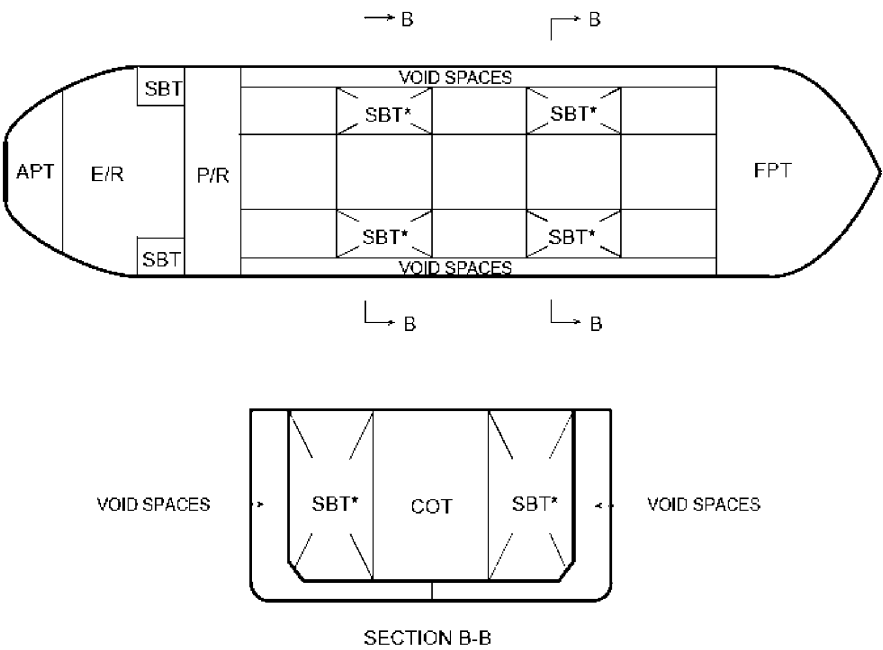 B B
VOID SPACES
SBT
SBT* SBT*
APT E/R P/R FPT
SBT* SBT*
SBT
VOID SPACES
B B
VOID SPACES SBT* COT SBT* VOID SPACES
SECTION B-B